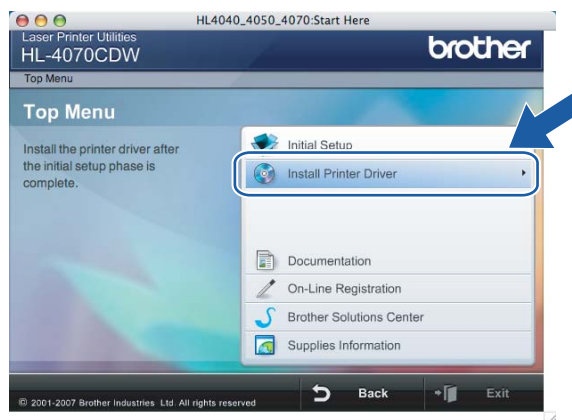 HL4040_4050_4070:Start Here
Laser Printer Utilities
HL-4070CDW
brother
Top Menu
Top Menu
Install the printer driver after
the initial setup phase is
complete.
Initial Setup
Install Printer Driver
Documentation
On-Line Registration
Brother Solutions Center
Supplies Information
© 2001-2007 Brother Industries Ltd. All rights reserved
Back
Exit